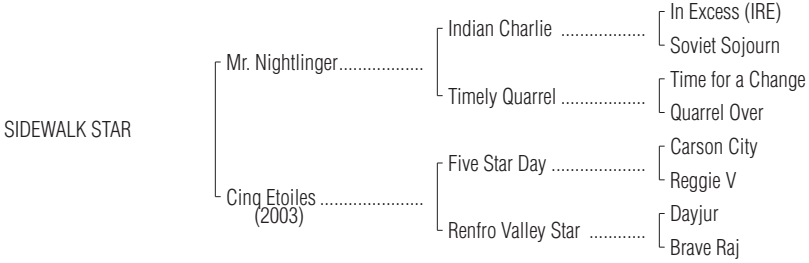 In Excess (IRE)
Indian Charlie ...................
Soviet Sojourn
Mr. Nightlinger..................
Time for a Change
Timely Quarrel ...................
Quarrel Over
SIDEWALK STAR
Carson City
Five Star Day .....................
Reggie V
Cinq Etoiles ......................
(2003)
Dayjur
Renfro Valley Star ............
Brave Raj